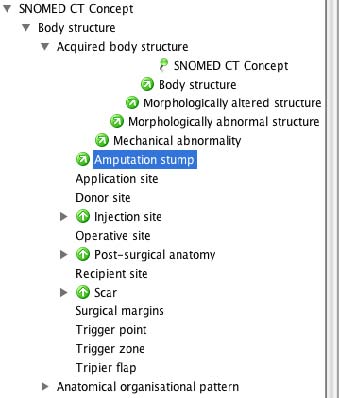 SNOMED CT Concept
Body structure
Acquired body structure
SNOMED CT Concept
Body structure
Morphologically altered structure
Morphologically abnormal structure
Mechanical abnormality
Amputation stump
Application site
Donor site
Injection site
Operative site
Post-surgical anatomy
Recipient site
Scar
Surgical margins
Trigger point
Trigger zone
Tripier flap
Anatomical organisational pattern